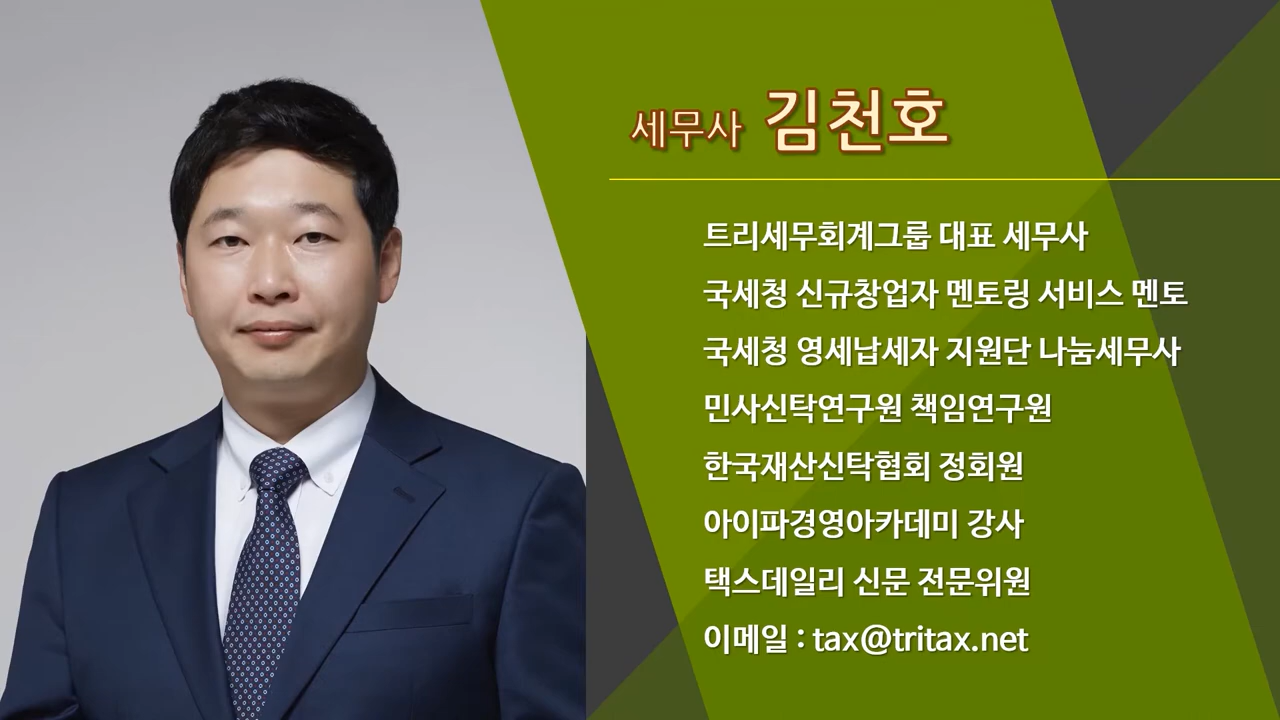 세무사 김천호
트리세무회계그룹 대표 세무사
국세청 신규창업자 멘토링 서비스 멘토
국세청 영세납세자 지원단 나눔세무사
민사신탁연구원 책임연구원
한국재산신탁협회 정회원
아이파경영아카데미 강사
택스데일리 신문 전문위원
이메일 : tax@tritax.net